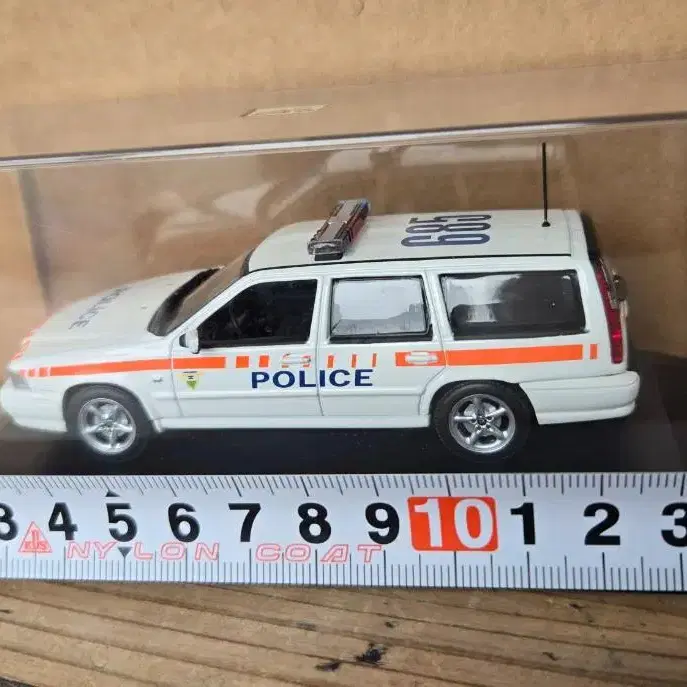 685
POLICE
POLICE
3 4 5 6 7 8 9 10 1 2 3
NYLON COAT